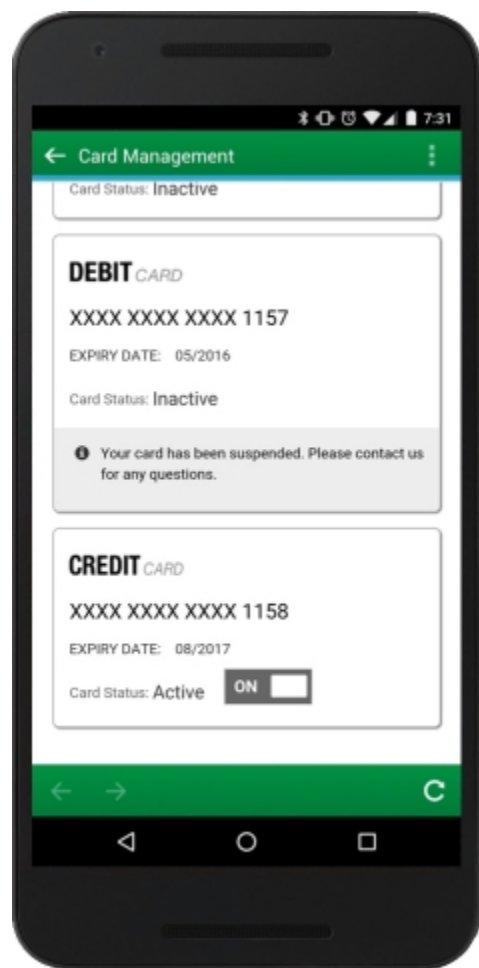 7:31
Card Management
Card Status: Inactive
DEBIT CARD
XXXX XXXX XXXX 1157
EXPIRY DATE: 05/2016
Card Status: Inactive
Your card has been suspended. Please contact us
for any questions.
CREDIT CARD
XXXX XXXX XXXX 1158
EXPIRY DATE: 08/2017
Card Status: Active ON